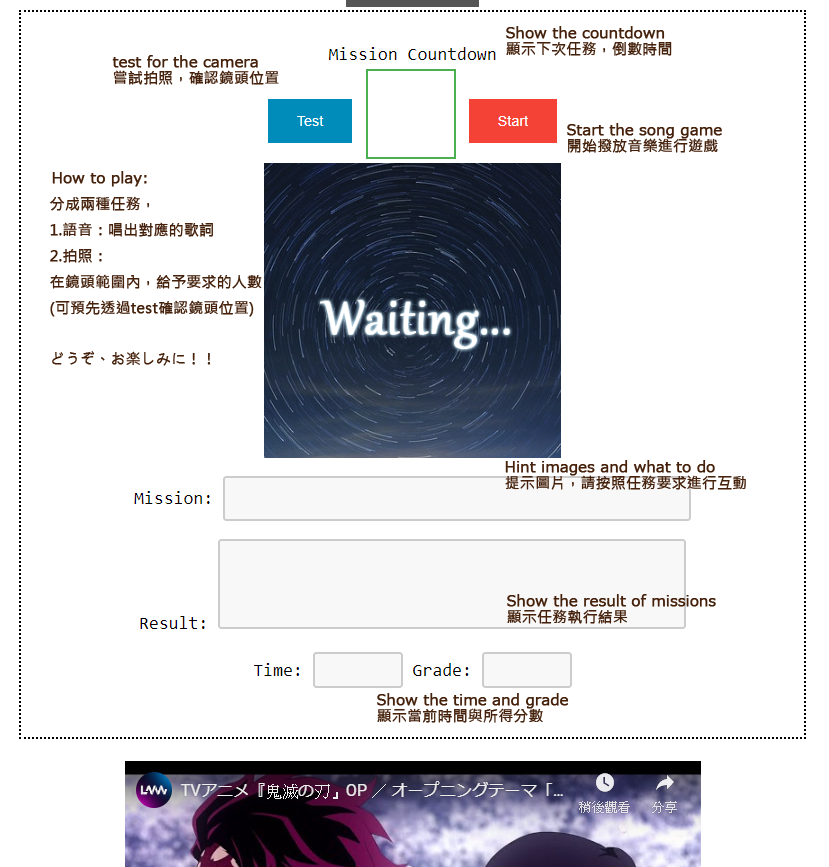 Show the countdown
Mission Countdown
顯示下次任務，倒數時間
test for the camera
嘗試拍照，確認鏡頭位置
Test
Start
Start the song game
開始撥放音樂進行遊戲
How to play:
分成兩種任務，
1.語音：唱出對應的歌詞
2.拍照：
在鏡頭範圍內，給予要求的人數
(可預先透過test確認鏡頭位置)
どうぞ、お楽しみに！！
Waiting...
Hint images and what to do
提示圖片，請按照任務要求進行互動
Mission:
Show the result of missions
顯示任務執行結果
Result:
Time:
Grade:
Show the time and grade
顯示當前時間與所得分數
TVアニメ『鬼滅の刃』OP ／ オープニングテーマ「...
稍後觀看
分享